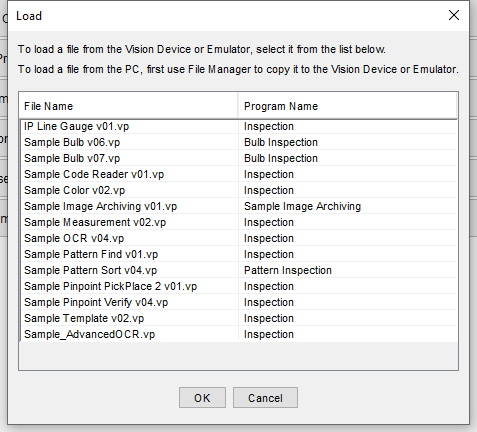 Load
To load a file from the Vision Device or Emulator, select it from the list below.
To load a file from the PC, first use File Manager to copy it to the Vision Device or Emulator.
File Name Program Name
IP Line Gauge v01.vp Inspection
Sample Bulb v06.vp Bulb Inspection
Sample Bulb v07.vp Bulb Inspection
Sample Code Reader v01.vp Inspection
Sample Color v02.vp Inspection
Sample Image Archiving v01.vp Sample Image Archiving
Sample Measurement v02.vp Inspection
Sample OCR v04.vp Inspection
Sample Pattern Find v01.vp Inspection
Sample Pattern Sort v04.vp Pattern Inspection
Sample Pinpoint PickPlace 2 v01.vp Inspection
Sample Pinpoint Verify v04.vp Inspection
Sample Template v02.vp Inspection
Sample_AdvancedOCR.vp Inspection
OK Cancel